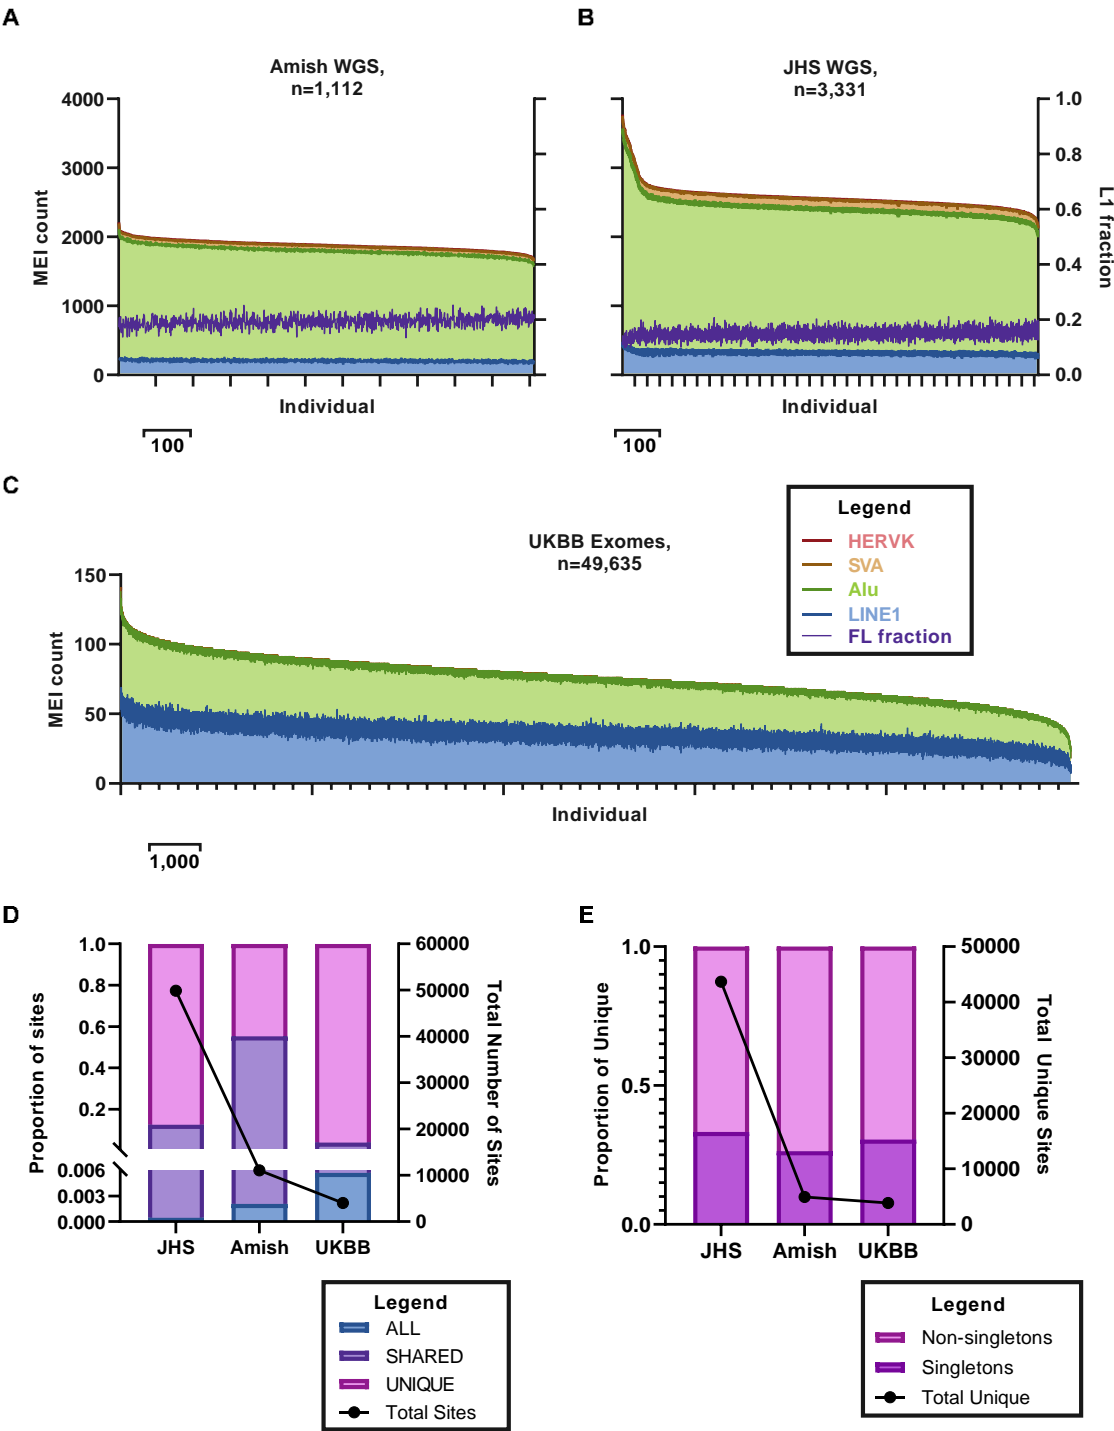 A
B
Amish WGS,
n=1,112
JHS WGS,
n=3,331
4000
3000
2000
1000
0
MEI count
Individual
100
1.0
0.8
0.6
0.4
0.2
0.0
L1 fraction
Individual
100
C
UKBB Exomes,
n=49,635
Legend
HERVK
SVA
Alu
LINE1
FL fraction
150
100
50
0
MEI count
Individual
1,000
D
1.0
0.8
0.6
0.4
0.2
0.006
0.003
0.000
Proportion of sites
60000
50000
40000
30000
20000
10000
0
Total Number of Sites
JHS Amish UKBB
Legend
ALL
SHARED
UNIQUE
Total Sites
E
1.0
0.5
0.0
Proportion of Unique
50000
40000
30000
20000
10000
0
Total Unique Sites
JHS Amish UKBB
Legend
Non-singletons
Singletons
Total Unique